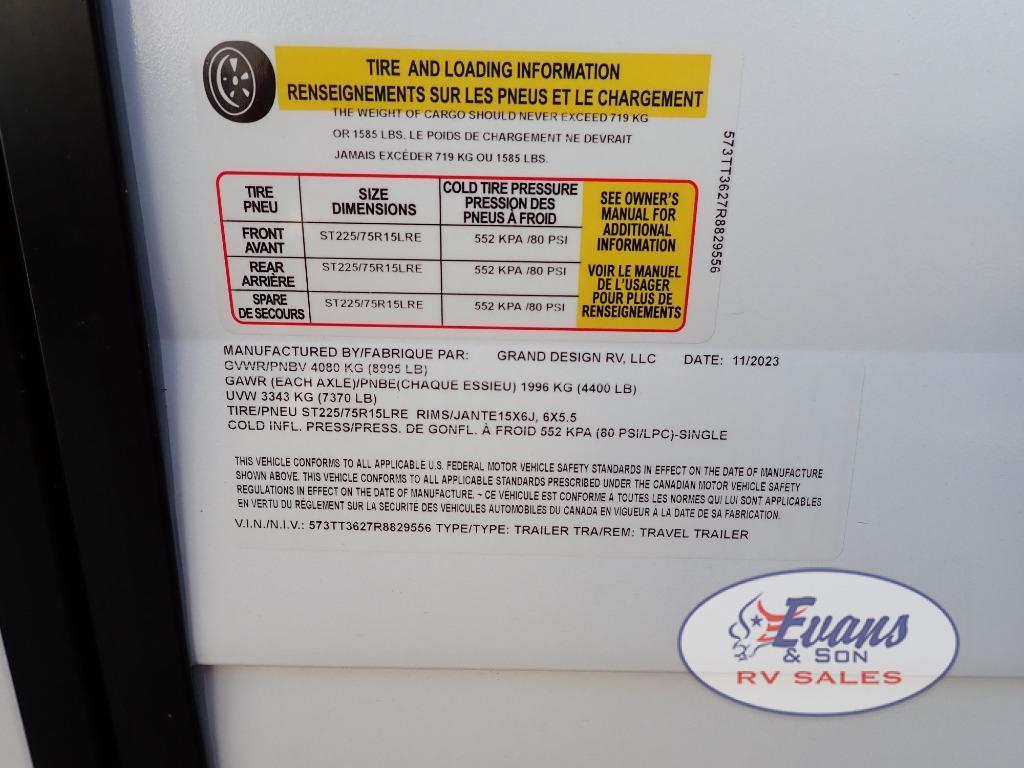 TIRE AND LOADING INFORMATION
RENSEIGNEMENTS SUR LES PNEUS ET LE CHARGEMENT
THE WEIGHT OF CARGO SHOULD NEVER EXCEED 719 KG
OR 1585 LBS. LE POIDS DE CHARGEMENT NE DEVRAIT
JAMAIS EXCÉDER 719 KG OU 1585 LBS.
TIRE
PNEU
SIZE
DIMENSIONS
COLD TIRE PRESSURE
PRESSION DES
PNEUS À FROID
FRONT
AVANT
ST225/75R15LRE
552 KPA /80 PSI
REAR
ARRIÈRE
ST225/75R15LRE
552 KPA /80 PSI
SPARE
DE SECOURS
ST225/75R15LRE
552 KPA /80 PSI
SEE OWNER'S
MANUAL FOR
ADDITIONAL
INFORMATION
VOIR LE MANUEL
DE L'USAGER
POUR PLUS DE
RENSEIGNEMENTS
573TT3627R8829556
MANUFACTURED BY/FABRIQUE PAR: GRAND DESIGN RV, LLC DATE: 11/2023
GVWR/PNBV 4080 KG (8995 LB)
GAWR (EACH AXLE)/PNBE(CHAQUE ESSIEU) 1996 KG (4400 LB)
UVW 3343 KG (7370 LB)
TIRE/PNEU ST225/75R15LRE RIMS/JANTE15X6J, 6X5.5
COLD INFL. PRESS/PRESS. DE GONFL. À FROID 552 KPA (80 PSI/LPC)-SINGLE
THIS VEHICLE CONFORMS TO ALL APPLICABLE U.S. FEDERAL MOTOR VEHICLE SAFETY STANDARDS IN EFFECT ON THE DATE OF MANUFACTURE
SHOWN ABOVE. THIS VEHICLE CONFORMS TO ALL APPLICABLE STANDARDS PRESCRIBED UNDER THE CANADIAN MOTOR VEHICLE SAFETY
REGULATIONS IN EFFECT ON THE DATE OF MANUFACTURE. ~ CE VEHICULE EST CONFORME À TOUTES LES NORMES QUI LUI SONT APPLICABLES
EN VERTU DU RÈGLEMENT SUR LA SÉCURITÉ DES VEHICULES AUTOMOBILES DU CANADA EN VIGUEUR À LA DATE DE SA FABRICATION.
V.I.N./N.I.V.: 573TT3627R8829556 TYPE/TYPE: TRAILER TRA/REM: TRAVEL TRAILER
Evans
& SON
RV SALES